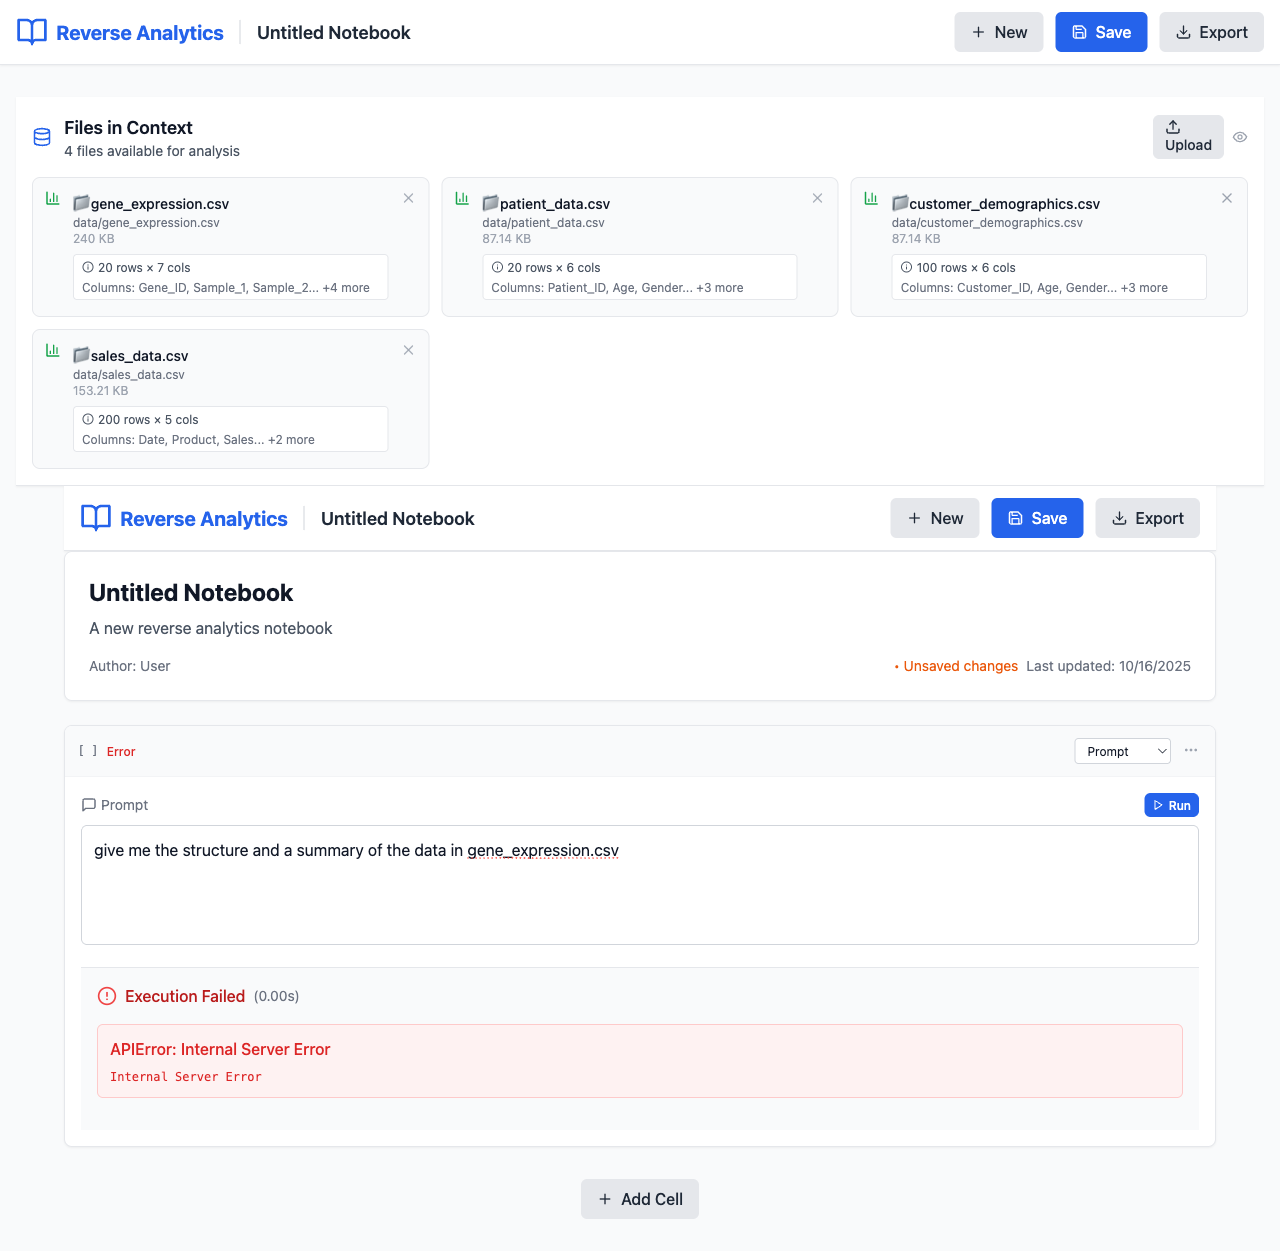 Reverse Analytics
Untitled Notebook
New
Save
Export
Files in Context
4 files available for analysis
Upload
gene_expression.csv
data/gene_expression.csv
240 KB
20 rows × 7 cols
Columns: Gene_ID, Sample_1, Sample_2... +4 more
patient_data.csv
data/patient_data.csv
87.14 KB
20 rows × 6 cols
Columns: Patient_ID, Age, Gender... +3 more
customer_demographics.csv
data/customer_demographics.csv
87.14 KB
100 rows × 6 cols
Columns: Customer_ID, Age, Gender... +3 more
sales_data.csv
data/sales_data.csv
153.21 KB
200 rows × 5 cols
Columns: Date, Product, Sales... +2 more
Reverse Analytics
Untitled Notebook
New
Save
Export
Untitled Notebook
A new reverse analytics notebook
Author: User
• Unsaved changes
Last updated: 10/16/2025
[ ] Error
Prompt
Prompt
Run
give me the structure and a summary of the data in gene_expression.csv
Execution Failed (0.00s)
APIError: Internal Server Error
Internal Server Error
Add Cell